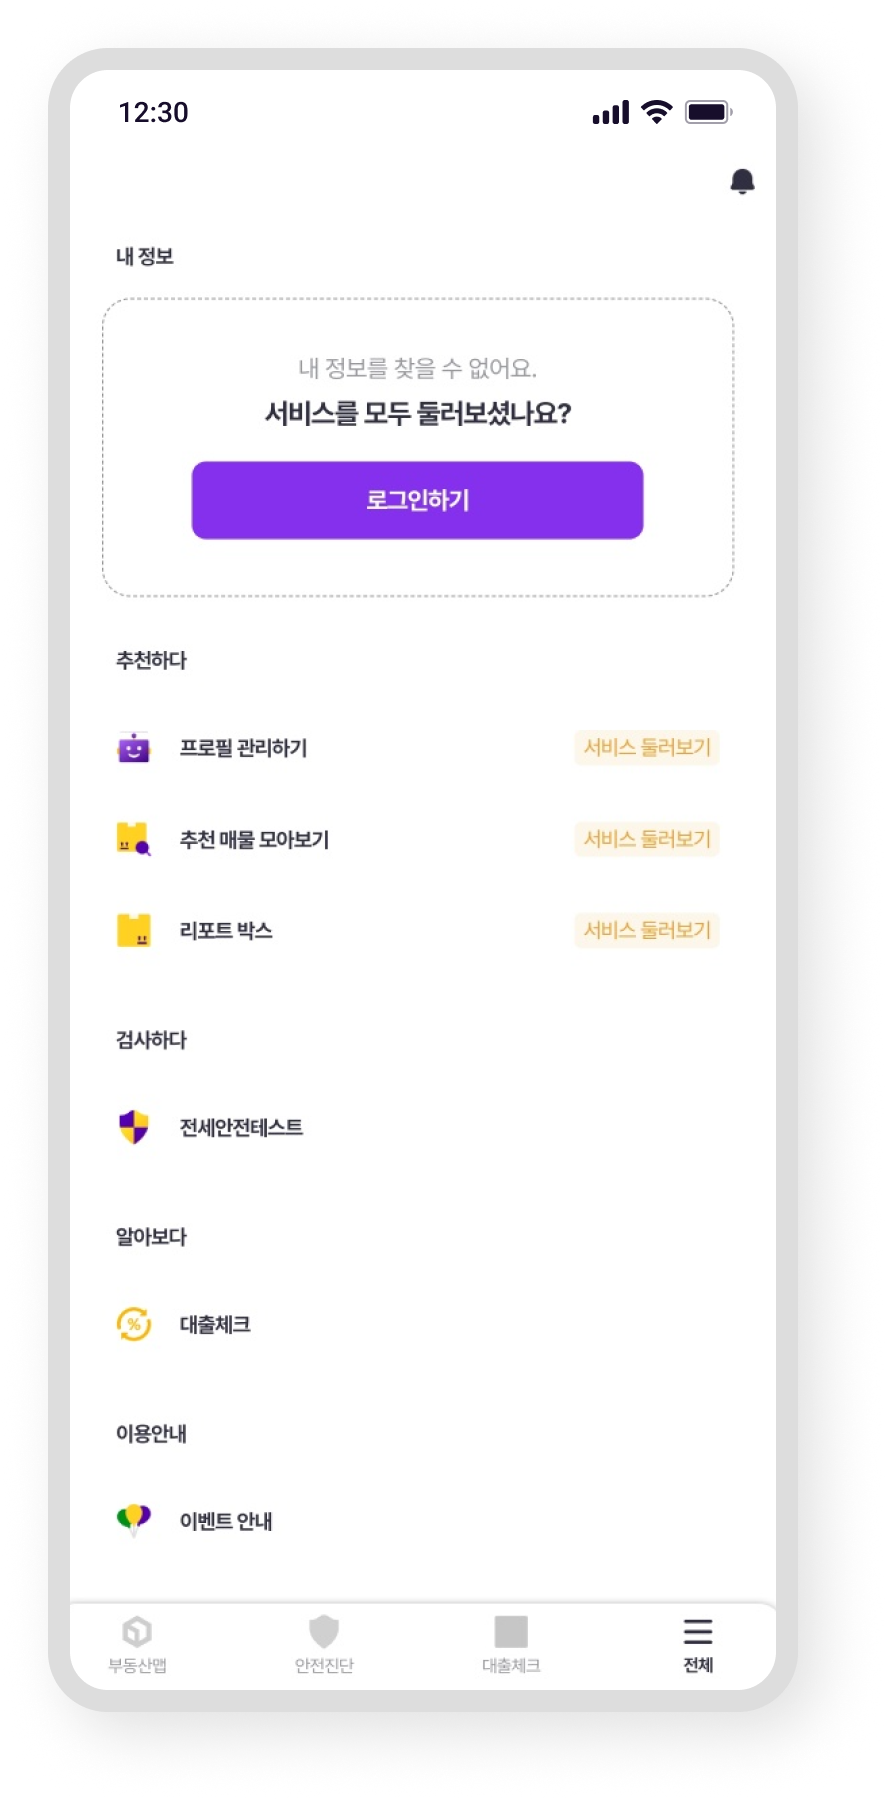 12:30
내 정보
내 정보를 찾을 수 없어요.
서비스를 모두 둘러보셨나요?
로그인하기
추천하다
프로필 관리하기 서비스 둘러보기
추천 매물 모아보기 서비스 둘러보기
리포트 박스 서비스 둘러보기
검사하다
전세안전테스트
알아보다
%
대출체크
이용안내
이벤트 안내
부동산맵 안전진단 대출체크 전체